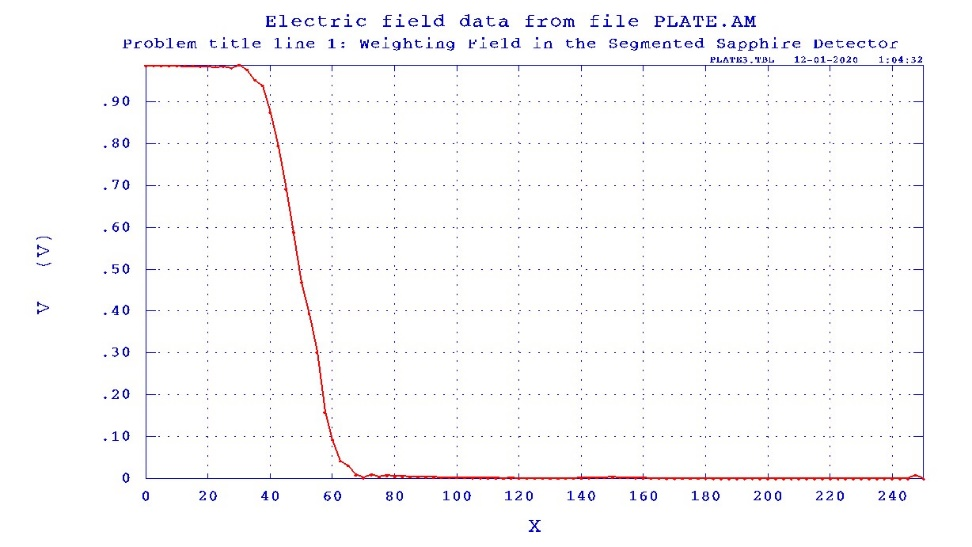 Electric field data from file PLATE.AM
Problem title line 1: Weighting Field in the Segmented Sapphire Detector
PLATE3.TBL 12-01-2020 1:04:32
.90
.80
.70
.60
.50
.40
.30
.20
.10
0
V (V)
0 20 40 60 80 100 120 140 160 180 200 220 240
X